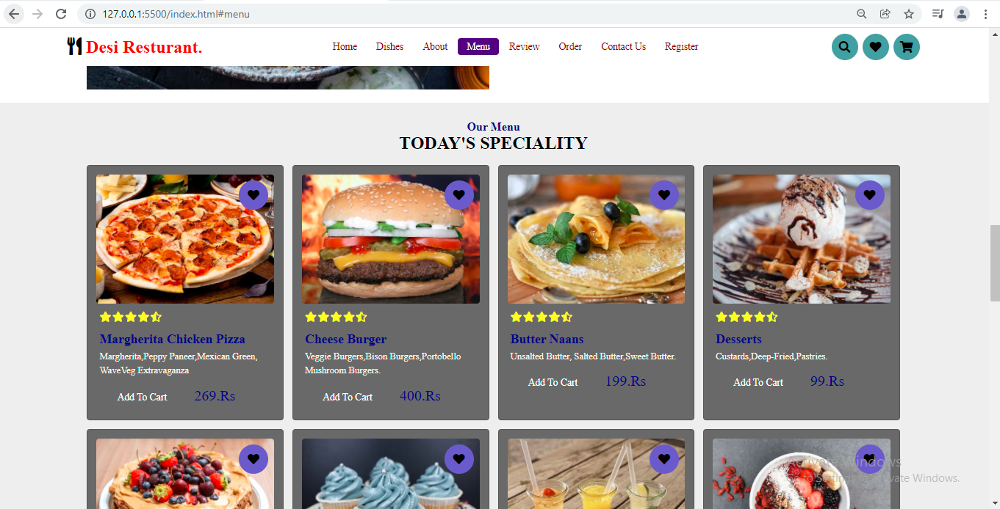 127.0.0.1:5500/index.html#menu
Desi Resturant.
Home Dishes About Menu Review Order Contact Us Register
Our Menu
TODAY'S SPECIALITY
Margherita Chicken Pizza
Margherita,Peppy Paneer,Mexican Green,
WaveVeg Extravaganza
Add To Cart 269.Rs
Cheese Burger
Veggie Burgers,Bison Burgers,Portobello
Mushroom Burgers.
Add To Cart 400.Rs
Butter Naans
Unsalted Butter, Salted Butter,Sweet Butter.
Add To Cart 199.Rs
Desserts
Custards,Deep-Fried,Pastries.
Add To Cart 99.Rs
Activate Windows
Go to Settings to activate Windows.